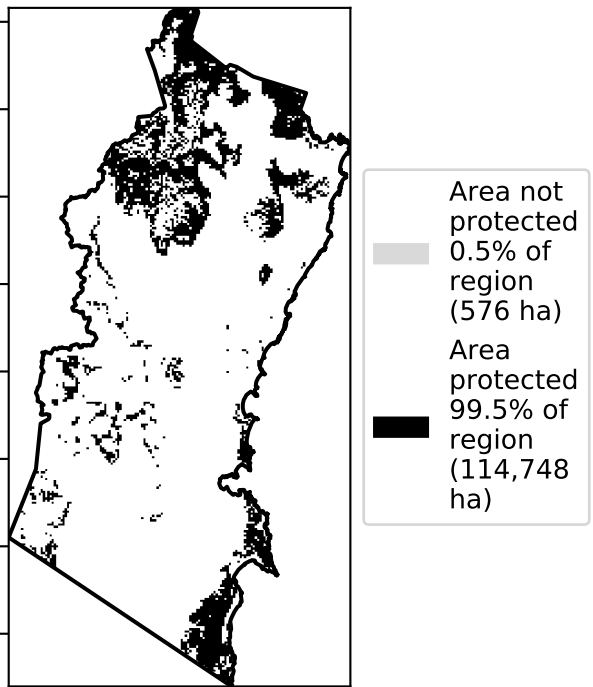 Area not
protected
0.5% of
region
(576 ha)
Area
protected
99.5% of
region
(114,748
ha)